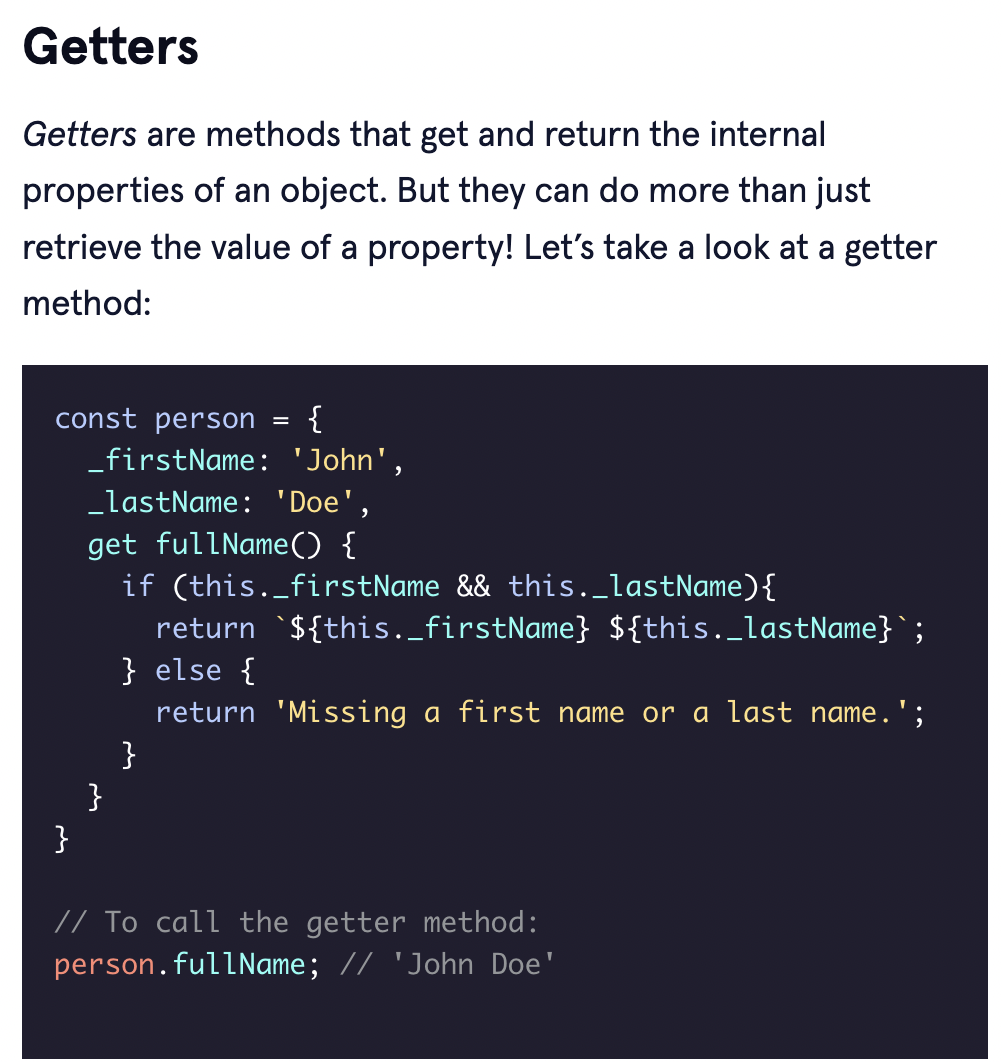 Getters
Getters are methods that get and return the internal
properties of an object. But they can do more than just
retrieve the value of a property! Let’s take a look at a getter
method:
const person = {
  _firstName: 'John',
  _lastName: 'Doe',
  get fullName() {
    if (this._firstName && this._lastName){
      return `${this._firstName} ${this._lastName}`;
    } else {
      return 'Missing a first name or a last name.';
    }
  }
}
// To call the getter method:
person.fullName; // 'John Doe'